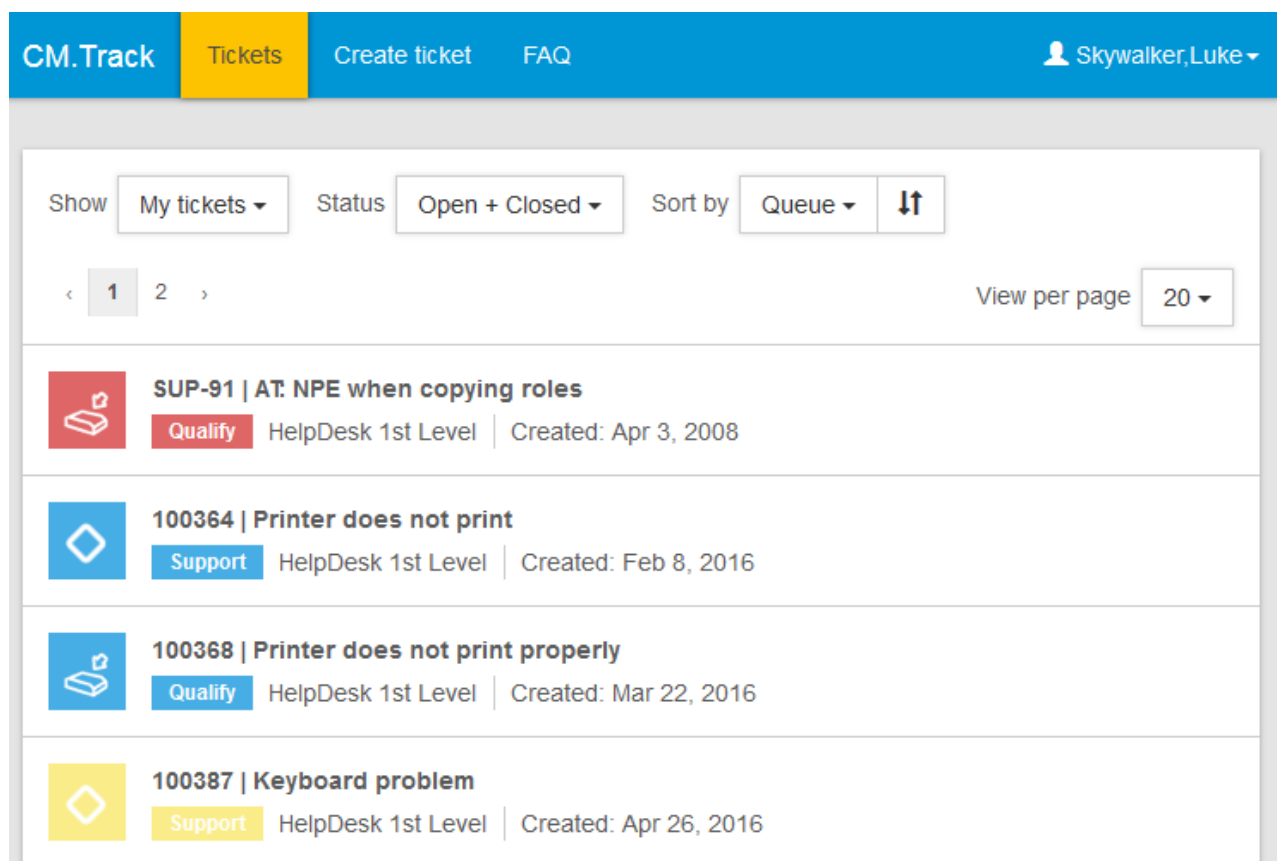 CM.Track Tickets Create ticket FAQ Skywalker,Luke
Show My tickets Status Open + Closed Sort by Queue
‹ 1 2 › View per page 20
SUP-91 | AT: NPE when copying roles
Qualify HelpDesk 1st Level Created: Apr 3, 2008
100364 | Printer does not print
Support HelpDesk 1st Level Created: Feb 8, 2016
100368 | Printer does not print properly
Qualify HelpDesk 1st Level Created: Mar 22, 2016
100387 | Keyboard problem
Support HelpDesk 1st Level Created: Apr 26, 2016